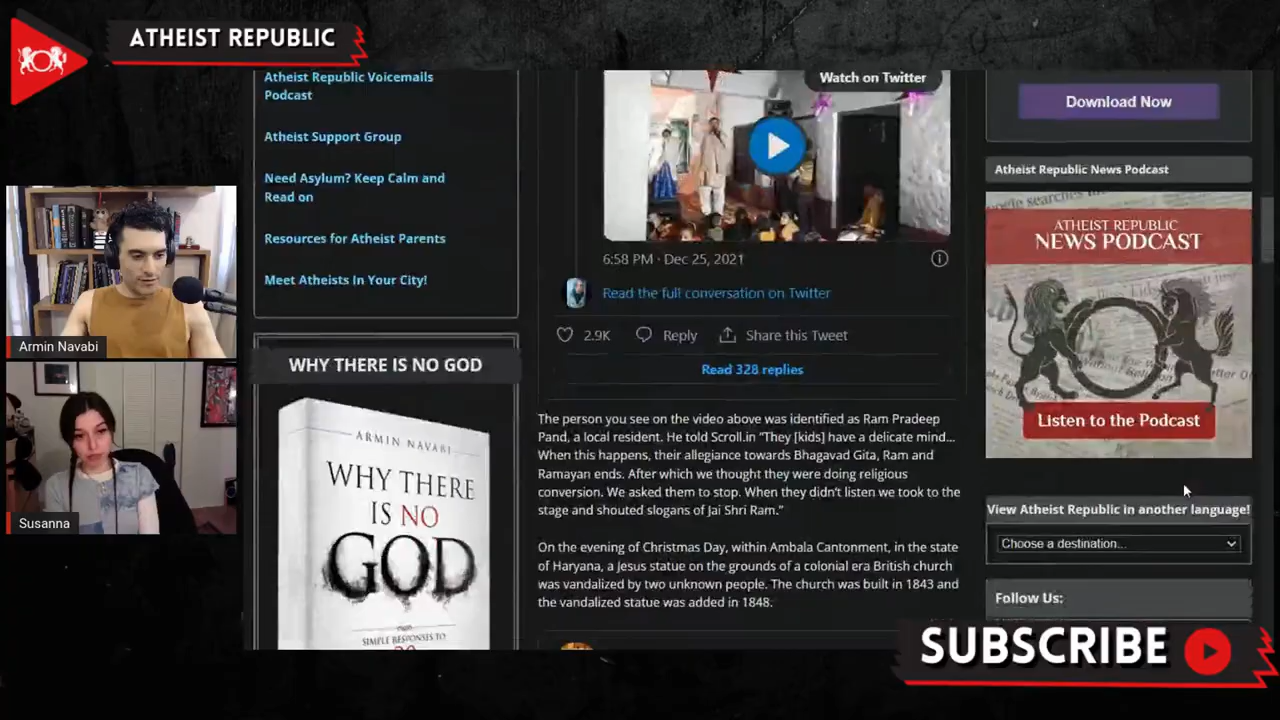 ATHEIST REPUBLIC
Armin Navabi
Susanna
Atheist Republic Voicemails
Podcast
Atheist Support Group
Need Asylum? Keep Calm and
Read on
Resources for Atheist Parents
Meet Atheists In Your City!
WHY THERE IS NO GOD
ARMIN NAVABI
WHY THERE
IS NO
GOD
SIMPLE RESPONSES TO
Watch on Twitter
6:58 PM · Dec 25, 2021
Read the full conversation on Twitter
2.9K
Reply
Share this Tweet
Read 328 replies
The person you see on the video above was identified as Ram Pradeep
Pand, a local resident. He told Scroll.in “They [kids] have a delicate mind...
When this happens, their allegiance towards Bhagavad Gita, Ram and
Ramayan ends. After which we thought they were doing religious
conversion. We asked them to stop. When they didn’t listen we took to the
stage and shouted slogans of Jai Shri Ram.”
On the evening of Christmas Day, within Ambala Cantonment, in the state
of Haryana, a Jesus statue on the grounds of a colonial era British church
was vandalized by two unknown people. The church was built in 1843 and
the vandalized statue was added in 1848.
Download Now
Atheist Republic News Podcast
ATHEIST REPUBLIC
NEWS PODCAST
Listen to the Podcast
View Atheist Republic in another language!
Choose a destination...
Follow Us:
SUBSCRIBE